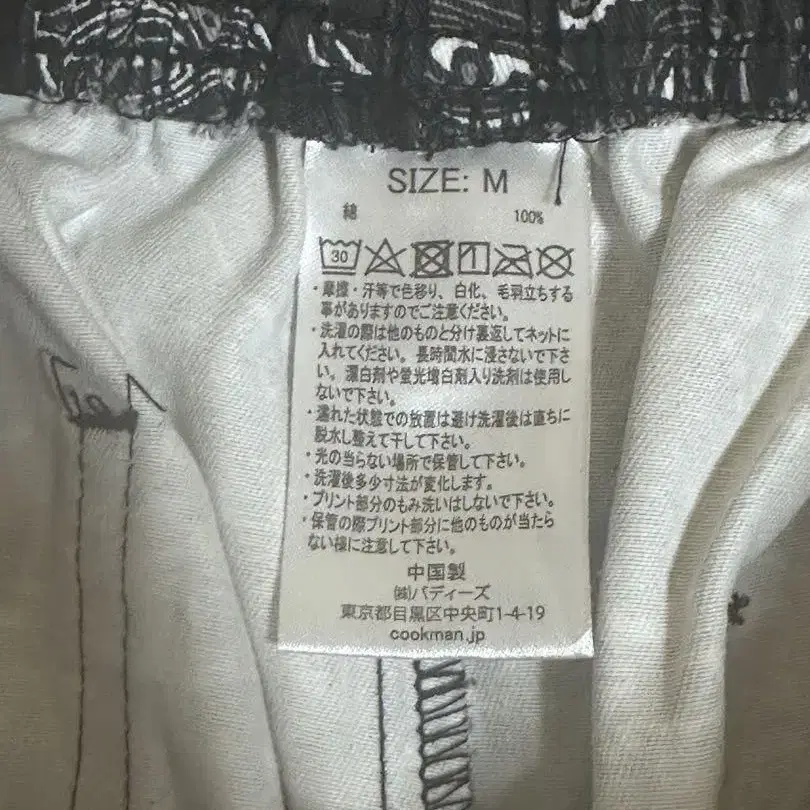 SIZE: M
綿 100%
30
・摩擦・汗等で色移り、白化、毛羽立ちする
事がありますのでご注意ください。
・洗濯の際は他のものと分け裏返してネットに
入れてください。長時間水に浸さないで下さ
い。漂白剤や蛍光増白剤入り洗剤は使用し
ないで下さい。
・濡れた状態での放置は避け洗濯後は直ちに
脱水し整えて干して下さい。
・光の当らない場所で保管して下さい。
・洗濯後多少寸法が変化します。
・プリント部分のもみ洗いはしないで下さい。
・保管の際プリント部分に他のものが当たら
ない様に注意して下さい。
中国製
㈱バディーズ
東京都目黒区中央町1-4-19
cookman.jp